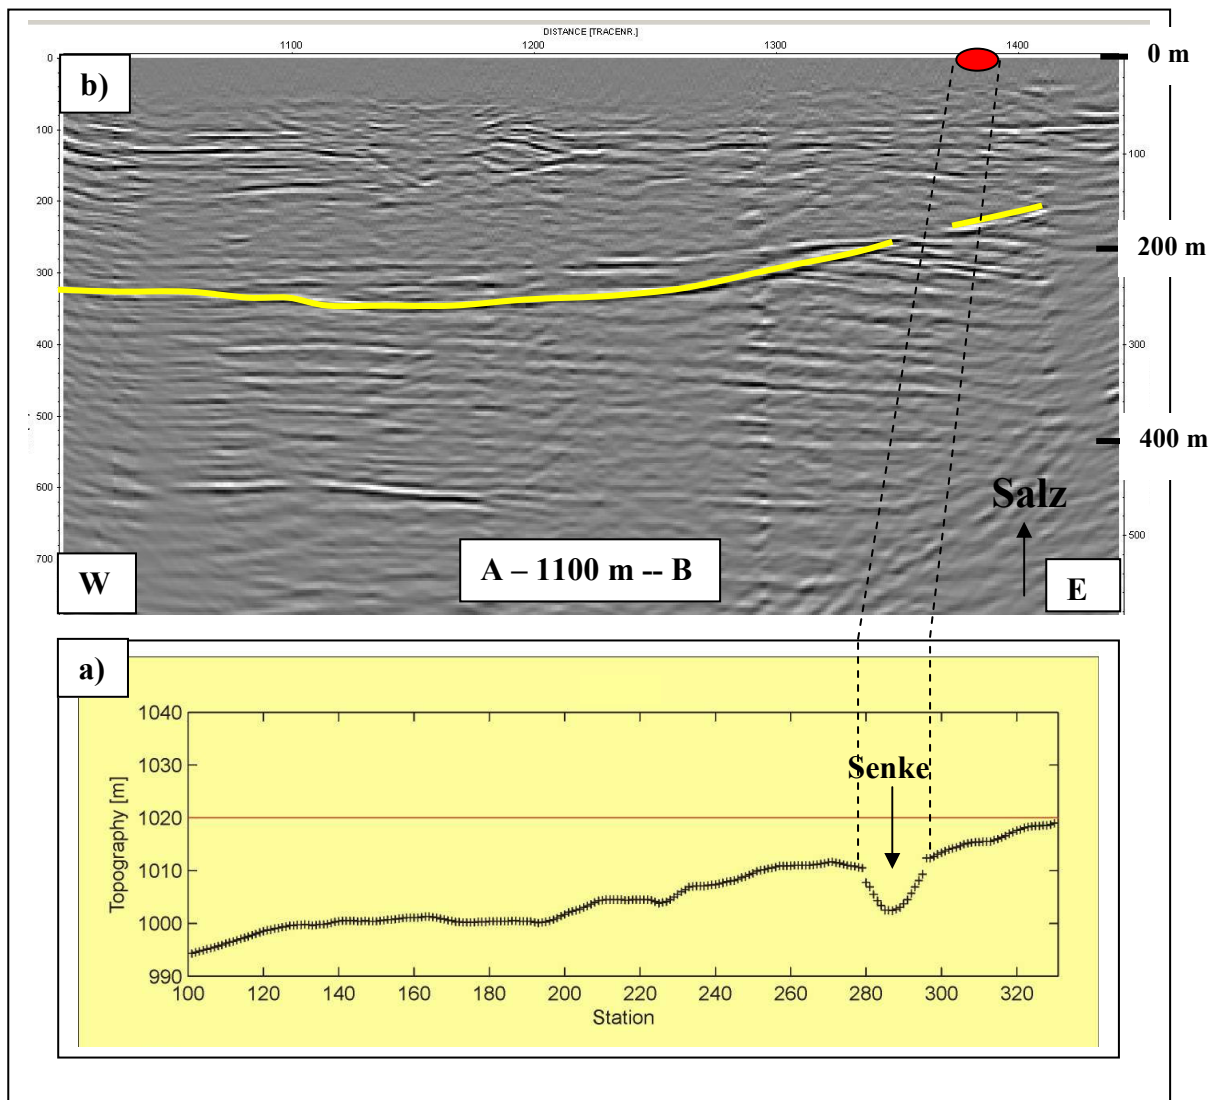 DISTANCE [TRACENR.]
1100 1200 1300 1400
0 0 m
b)
100
100
200
200 m
300
300
400
400 m
500
500
600
Salz
700
W A – 1100 m -- B E
a)
1040
1030
1020
1010
1000
990
Topography [m]
Senke
100 120 140 160 180 200 220 240 260 280 300 320
Station